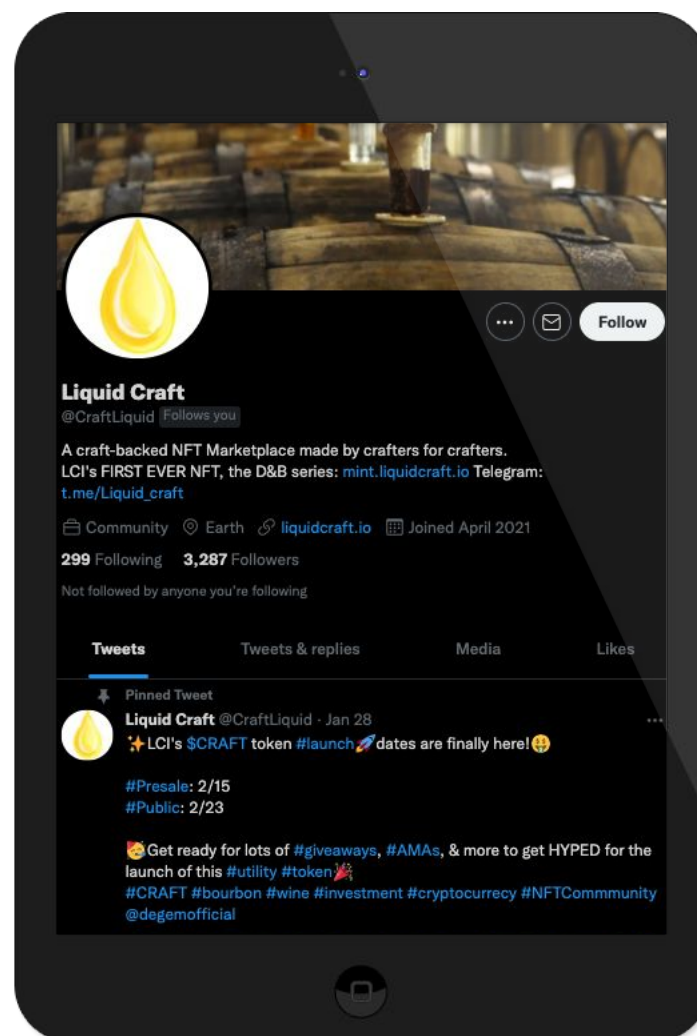 Follow
Liquid Craft
@CraftLiquid Follows you
A craft-backed NFT Marketplace made by crafters for crafters.
LCI's FIRST EVER NFT, the D&B series: mint.liquidcraft.io Telegram:
t.me/Liquid_craft
Community Earth liquidcraft.io Joined April 2021
299 Following 3,287 Followers
Not followed by anyone you're following
Tweets Tweets & replies Media Likes
Pinned Tweet
Liquid Craft @CraftLiquid · Jan 28
✨LCI's $CRAFT token #launch🚀dates are finally here!🤑
#Presale: 2/15
#Public: 2/23
🥳Get ready for lots of #giveaways, #AMAs, & more to get HYPED for the
launch of this #utility #token🎉
#CRAFT #bourbon #wine #investment #cryptocurrecy #NFTCommmunity
@degemofficial